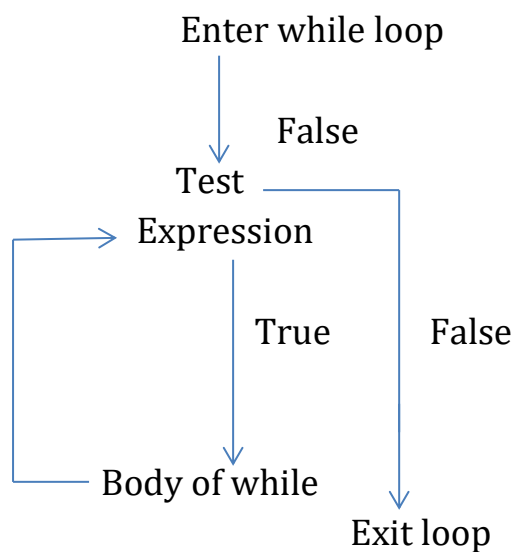 Enter while loop
False
Test
Expression
True
False
Body of while
Exit loop